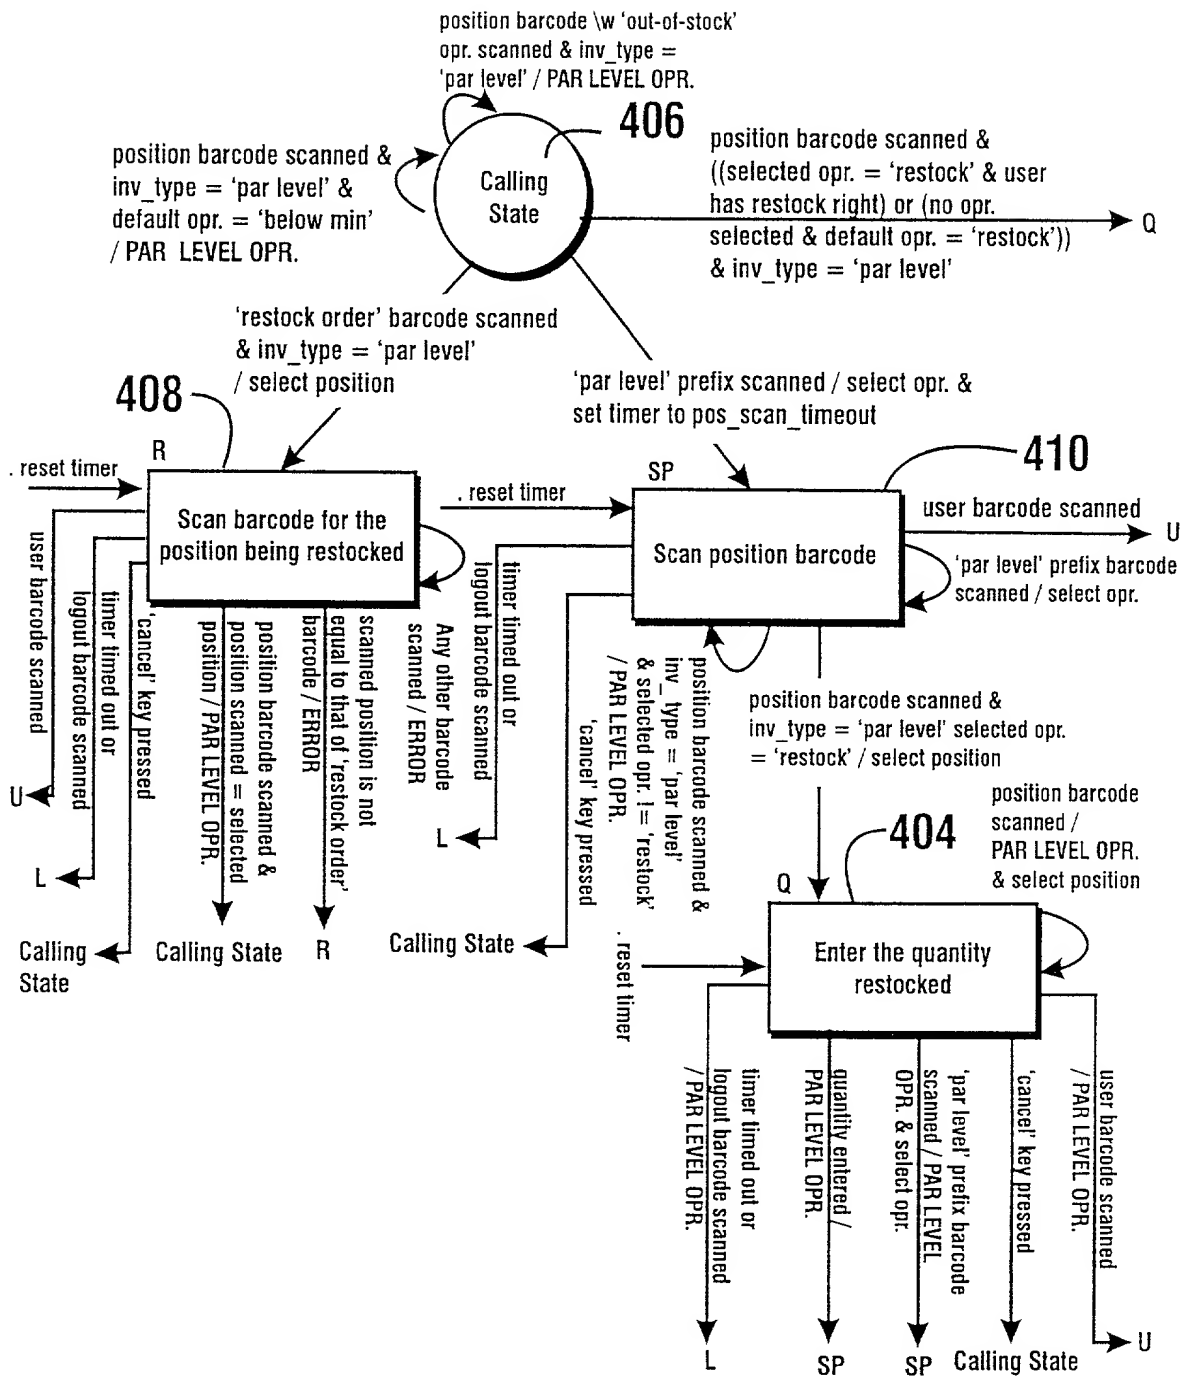 position barcode \w ‘out-of-stock’
opr. scanned & inv_type =
‘par level’ / PAR LEVEL OPR.
406
position barcode scanned &
inv_type = ‘par level’ &
default opr. = ‘below min’
/ PAR LEVEL OPR.
Calling
State
position barcode scanned &
((selected opr. = ‘restock’ & user
has restock right) or (no opr.
selected & default opr. = ‘restock’))
& inv_type = ‘par level’
Q
‘restock order’ barcode scanned
& inv_type = ‘par level’
/ select position
‘par level’ prefix scanned / select opr. &
set timer to pos_scan_timeout
408
R
. reset timer
Scan barcode for the
position being restocked
410
SP
. reset timer
Scan position barcode
user barcode scanned
U
‘par level’ prefix barcode
scanned / select opr.
user barcode scanned
U
timer timed out or
logout barcode scanned
L
‘cancel’ key pressed
Calling
State
position barcode scanned &
position scanned = selected
position / PAR LEVEL OPR.
Calling State
scanned position is not
equal to that of ‘restock order’
barcode / ERROR
R
Any other barcode
scanned / ERROR
timer timed out or
logout barcode scanned
L
‘cancel’ key pressed
Calling State
position barcode scanned &
inv_ type = ‘par level’
& selected opr. != ‘restock’
/ PAR LEVEL OPR.
position barcode scanned &
inv_type = ‘par level’ selected opr.
= ‘restock’ / select position
404
Q
position barcode
scanned /
PAR LEVEL OPR.
& select position
. reset timer
Enter the quantity
restocked
timer timed out or
logout barcode scanned
/ PAR LEVEL OPR.
L
quantity entered /
PAR LEVEL OPR.
SP
‘par level’ prefix barcode
scanned / PAR LEVEL
OPR. & select opr.
SP
‘cancel’ key pressed
Calling State
user barcode scanned
/ PAR LEVEL OPR.
U